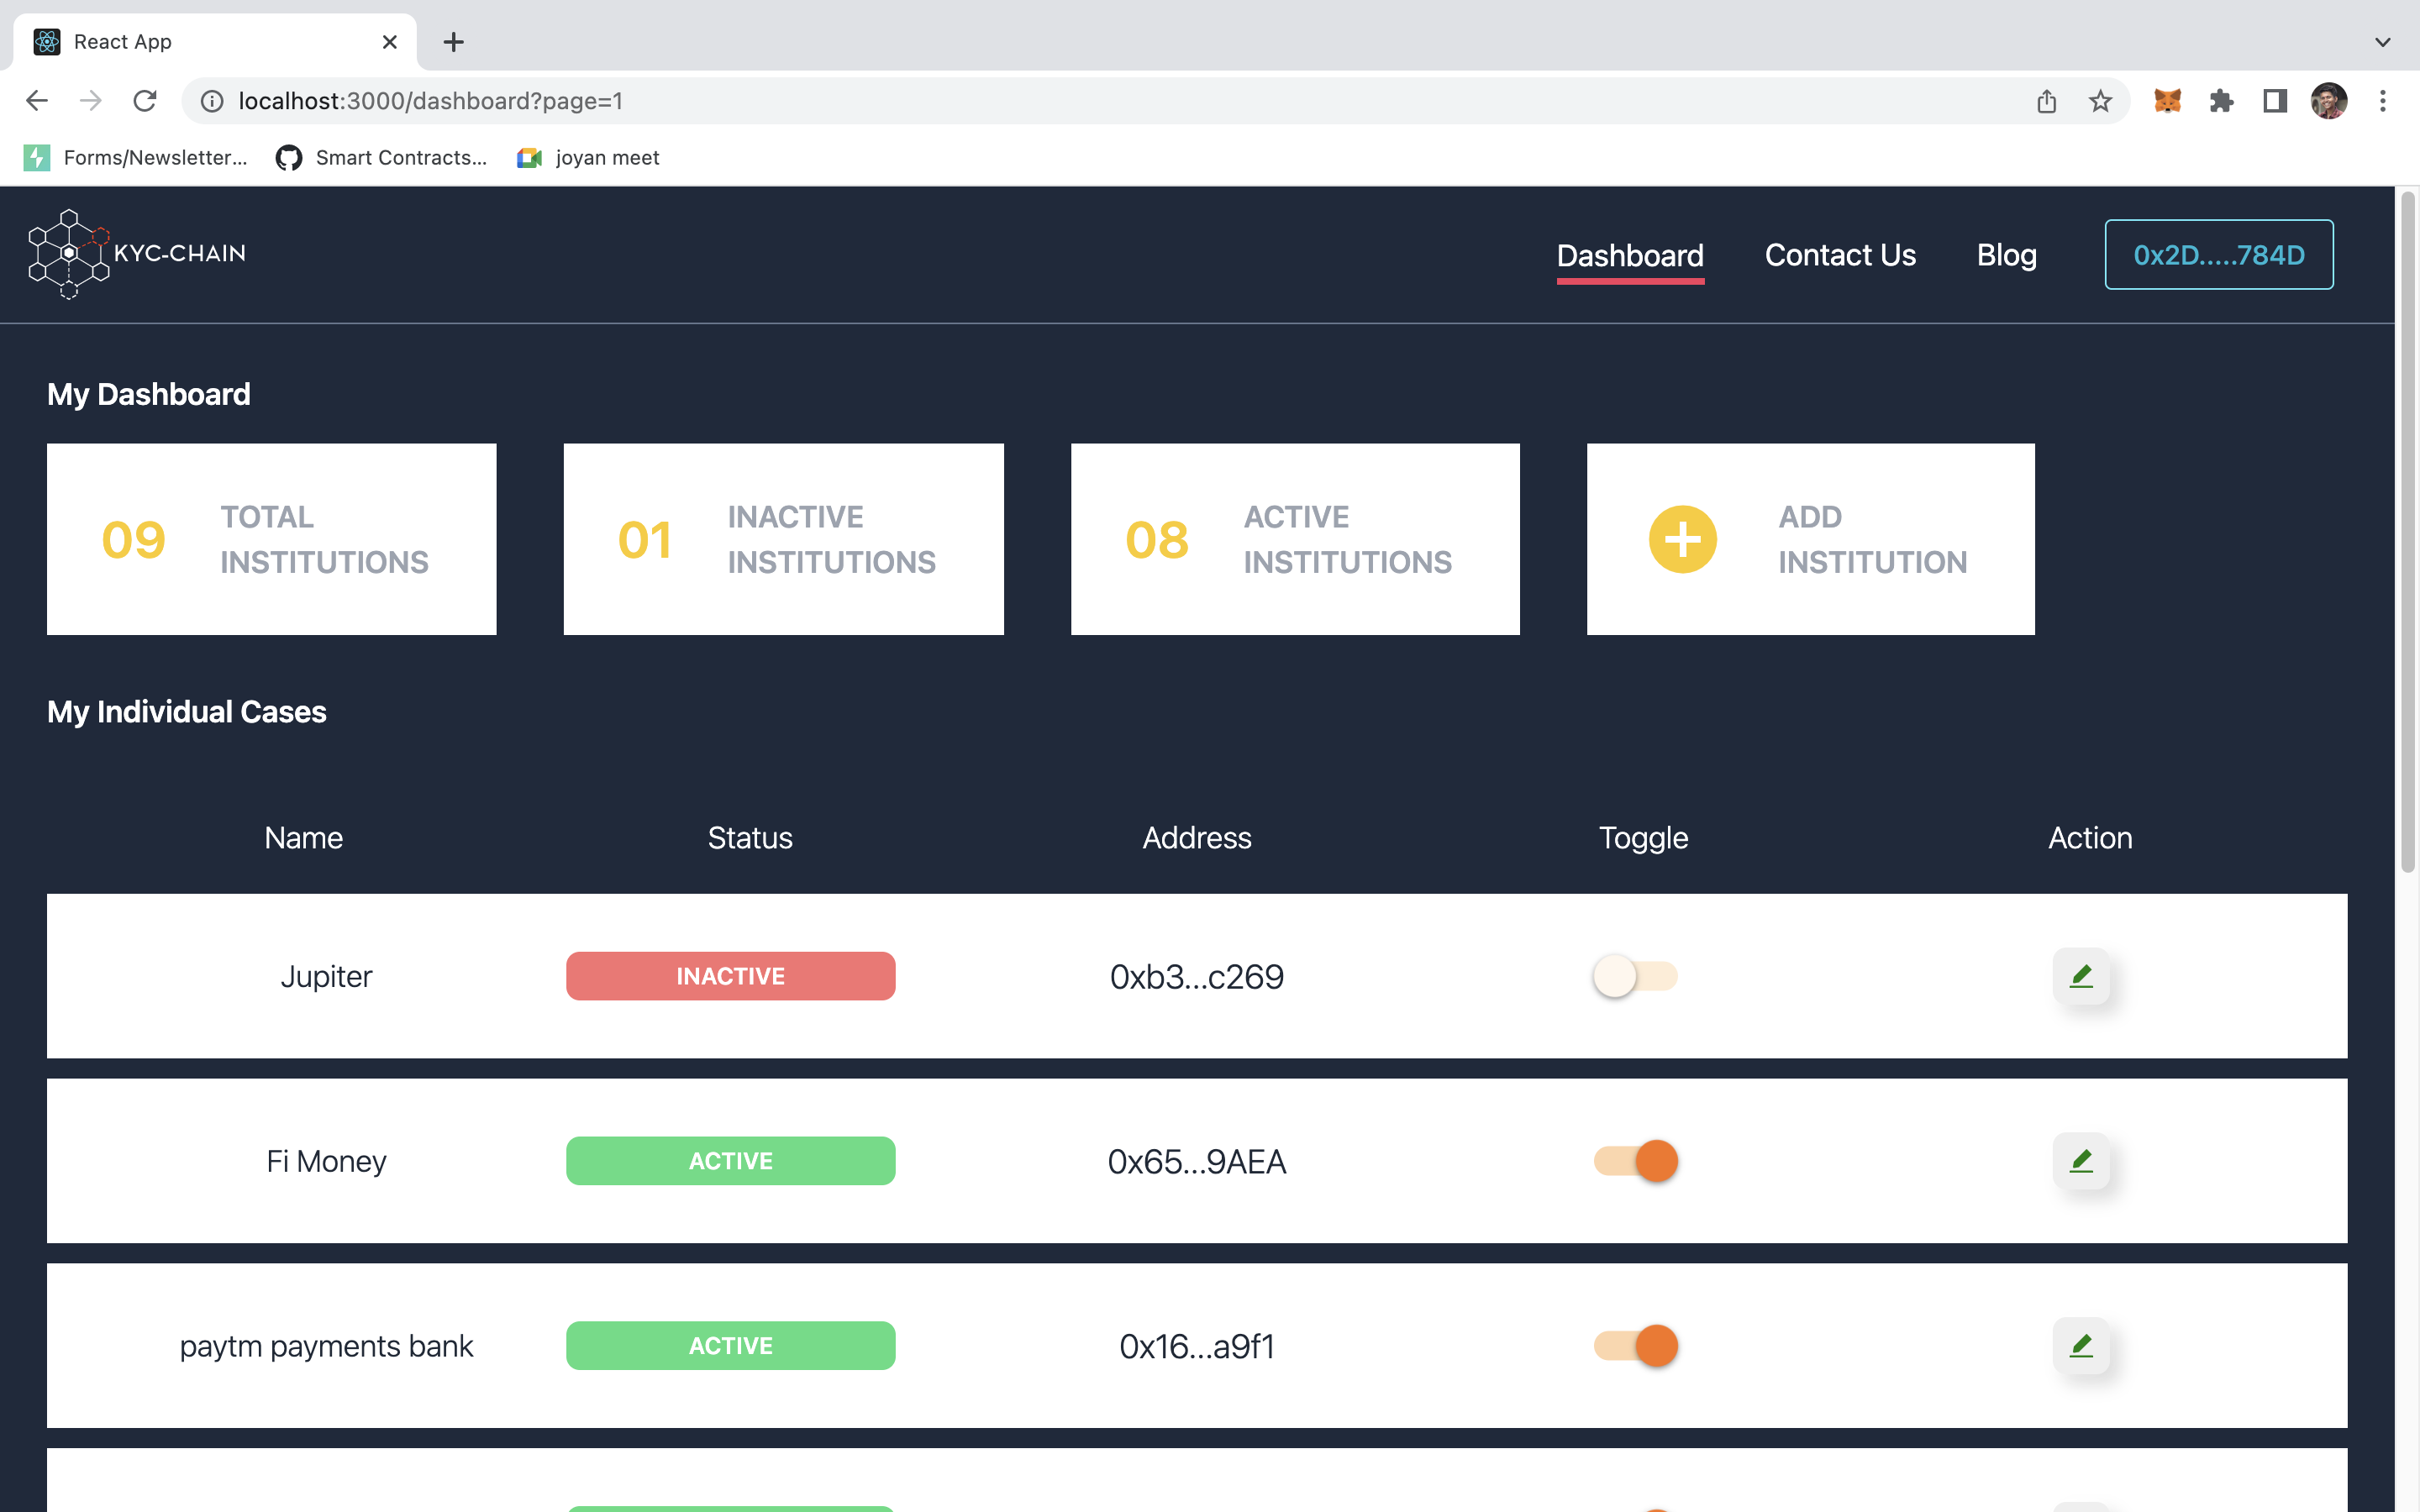 React App
localhost:3000/dashboard?page=1
Forms/Newsletter...
Smart Contracts...
joyan meet
KYC-CHAIN
Dashboard
Contact Us
Blog
0x2D.....784D
My Dashboard
09
TOTAL
INSTITUTIONS
01
INACTIVE
INSTITUTIONS
08
ACTIVE
INSTITUTIONS
ADD
INSTITUTION
My Individual Cases
Name Status Address Toggle Action
Jupiter INACTIVE 0xb3...c269
Fi Money ACTIVE 0x65...9AEA
paytm payments bank ACTIVE 0x16...a9f1